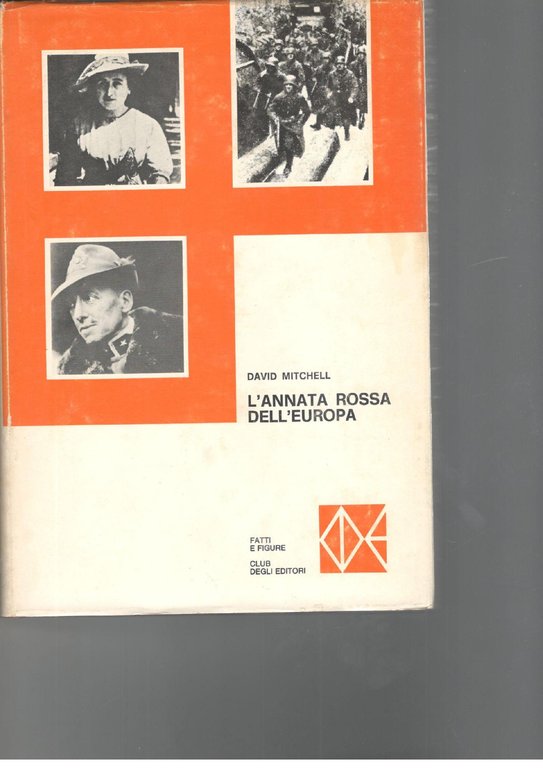 DAVID MITCHELL
L'ANNATA ROSSA
DELL'EUROPA
FATTI
E FIGURE
CLUB
DEGLI EDITORI